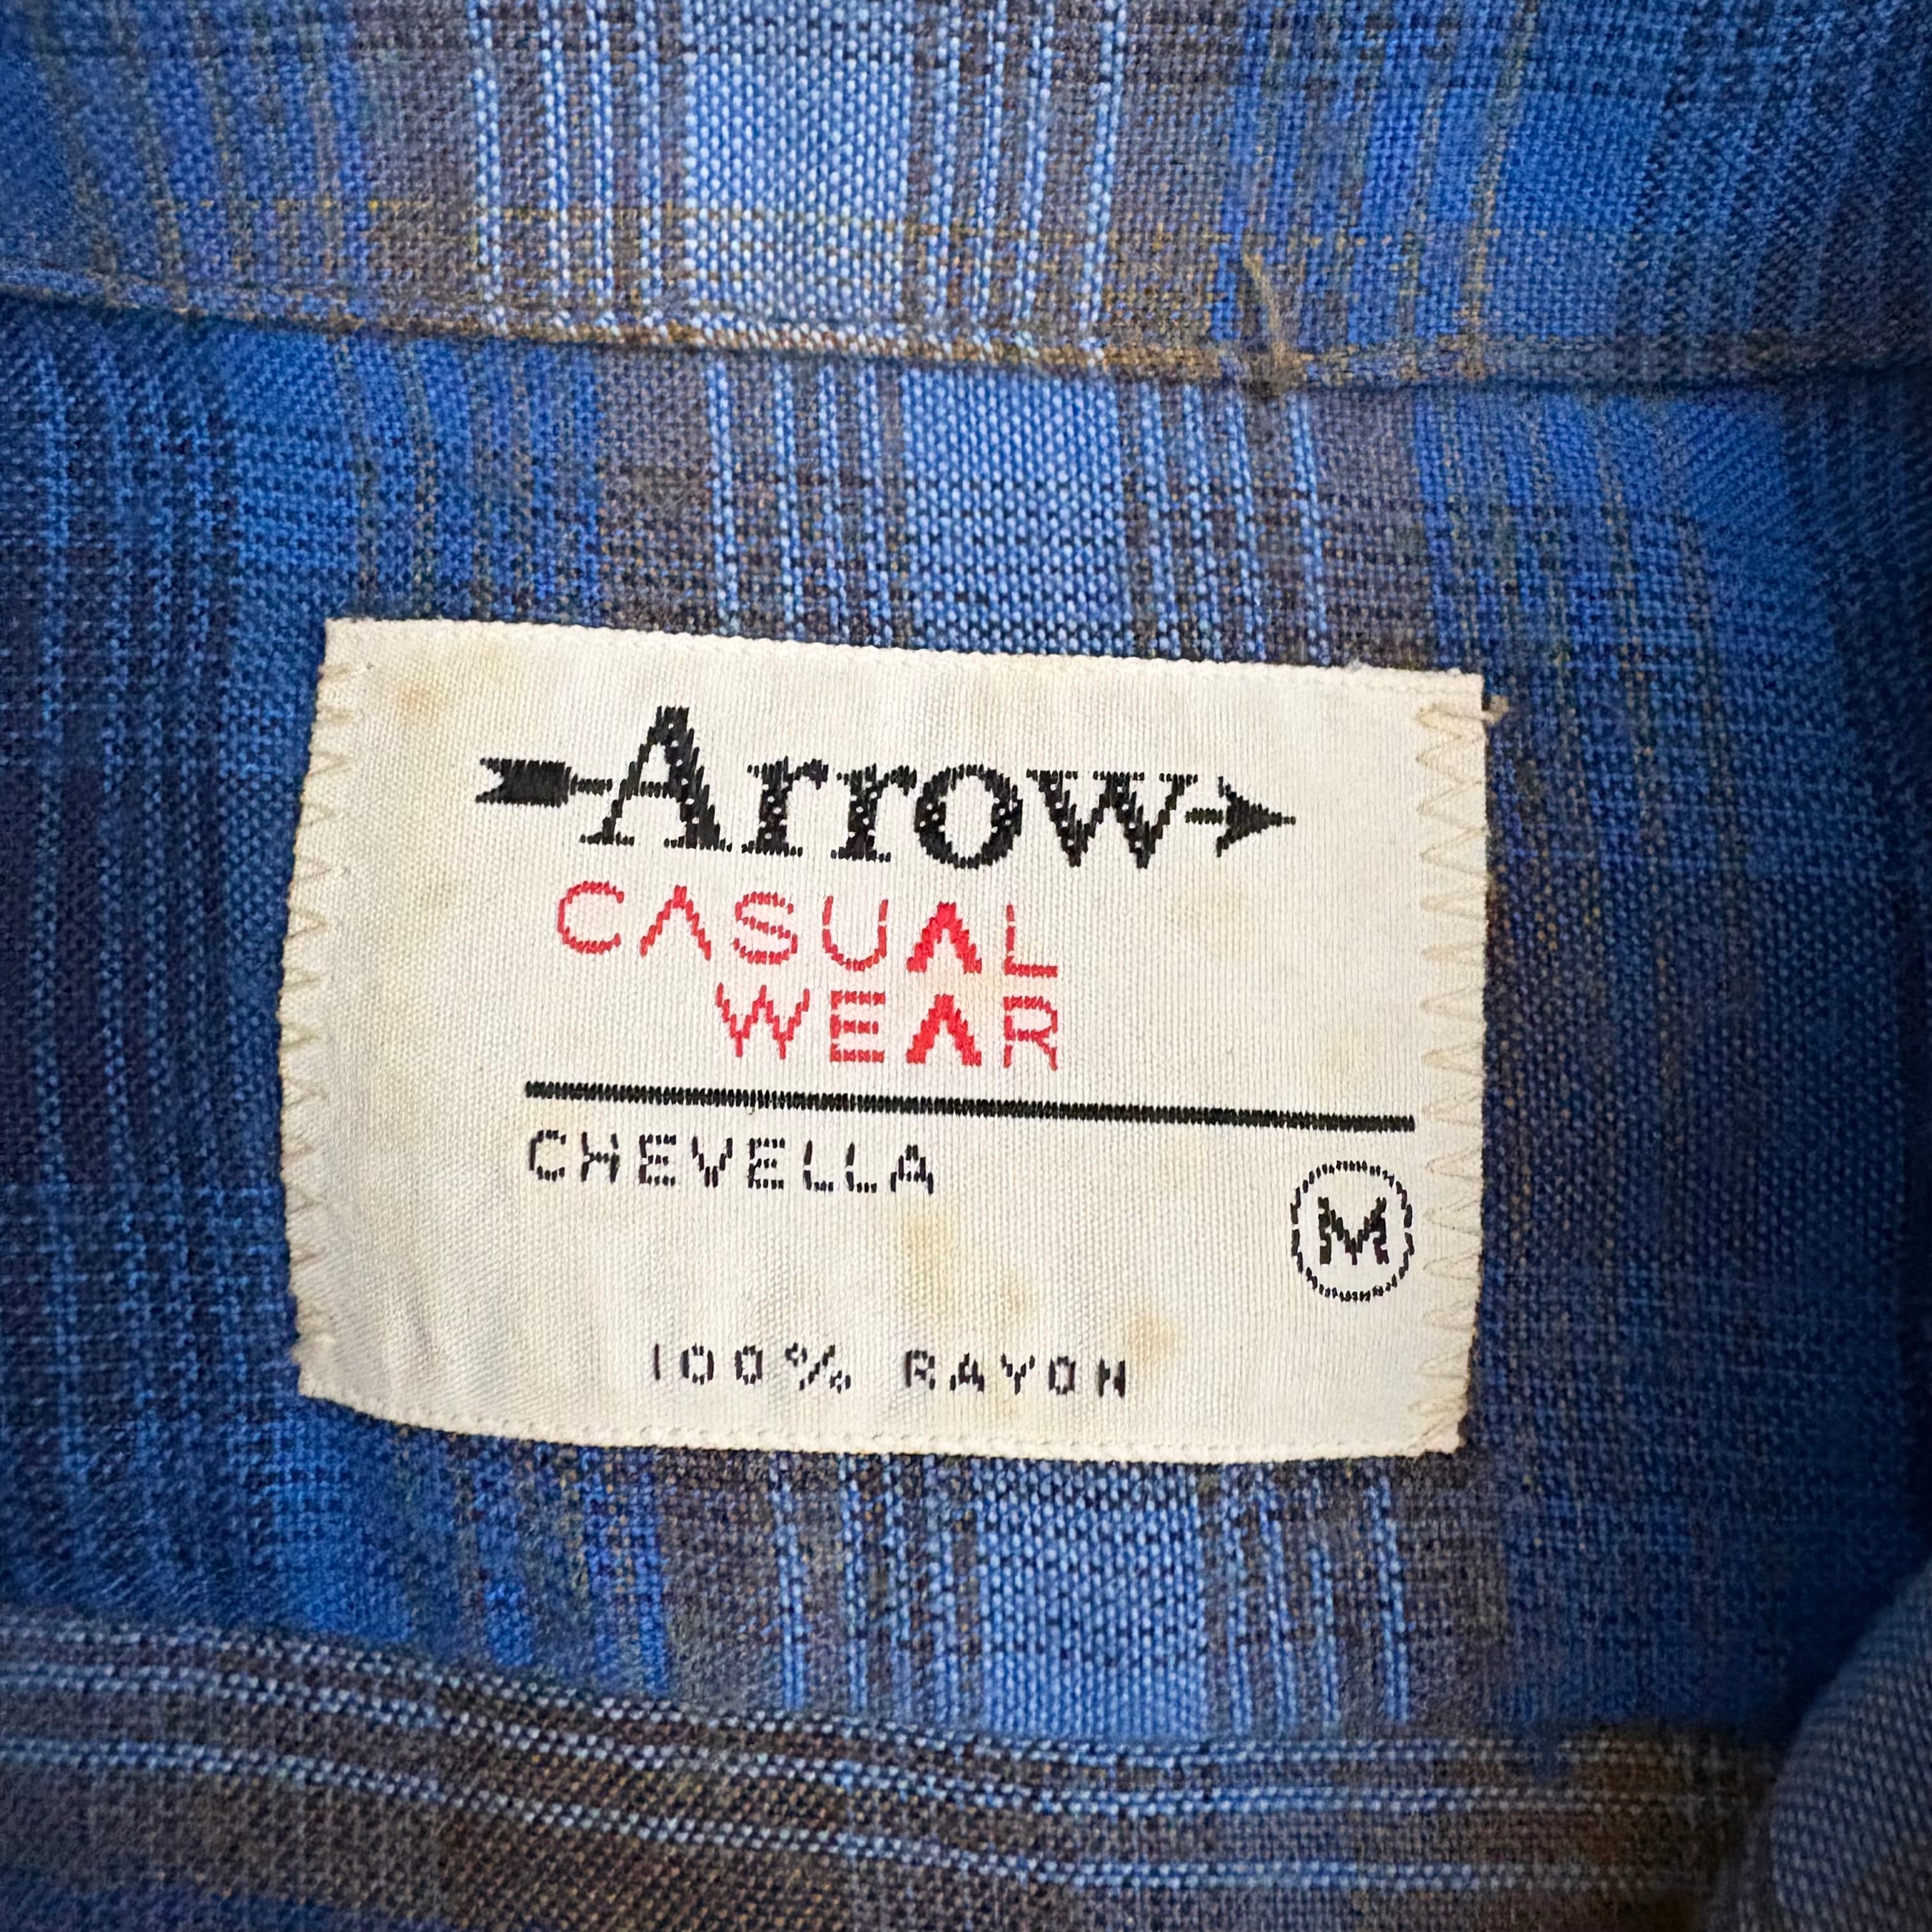 Arrow
CASUAL
WEAR
CHEVELLA
M
100% RAYON